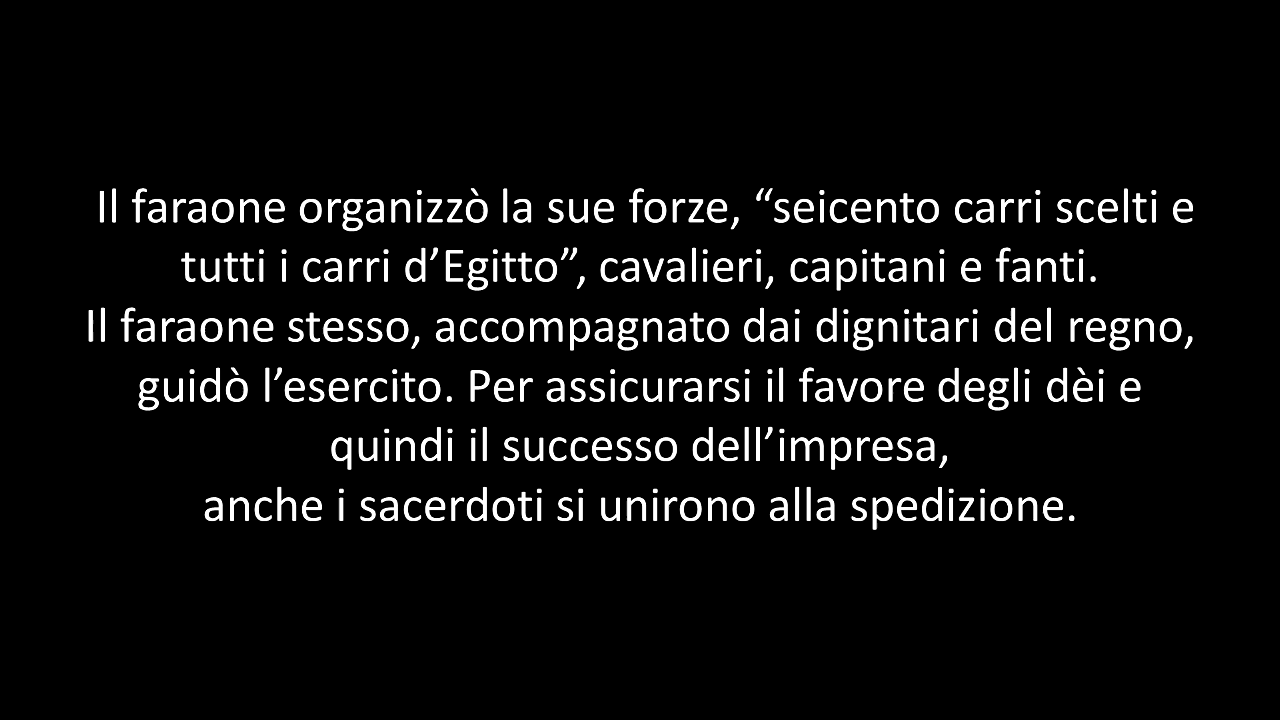 Il faraone organizzò la sue forze, “seicento carri scelti e
tutti i carri d’Egitto”, cavalieri, capitani e fanti.
Il faraone stesso, accompagnato dai dignitari del regno,
guidò l’esercito. Per assicurarsi il favore degli dèi e
quindi il successo dell’impresa,
anche i sacerdoti si unirono alla spedizione.